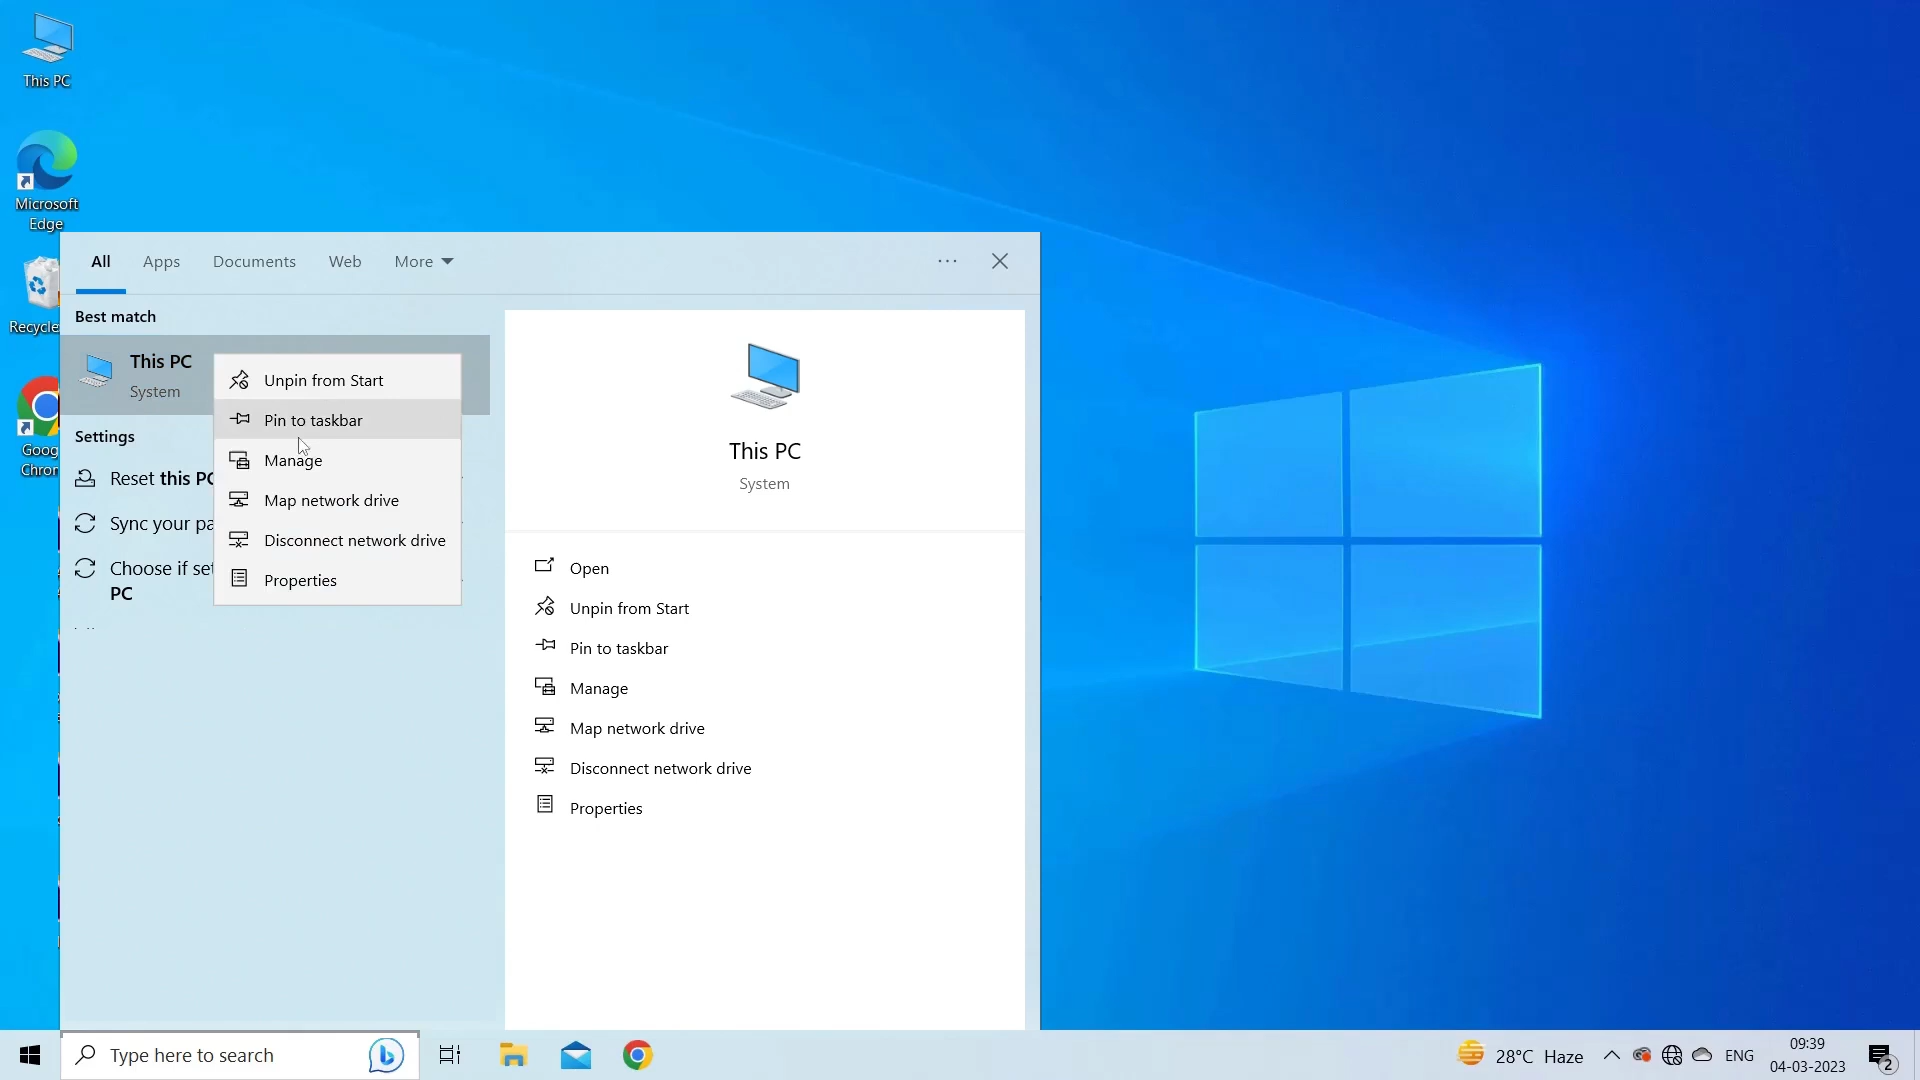 This PC
Microsoft
Edge
Recycle
Goog
Chron
All
Apps
Documents
Web
More
Best match
This PC
System
Settings
Reset this PC
Sync your pa
Choose if set
PC
Unpin from Start
Pin to taskbar
Manage
Map network drive
Disconnect network drive
Properties
This PC
System
Open
Unpin from Start
Pin to taskbar
Manage
Map network drive
Disconnect network drive
Properties
Type here to search
28°C Haze
ENG
09:39
04-03-2023
2